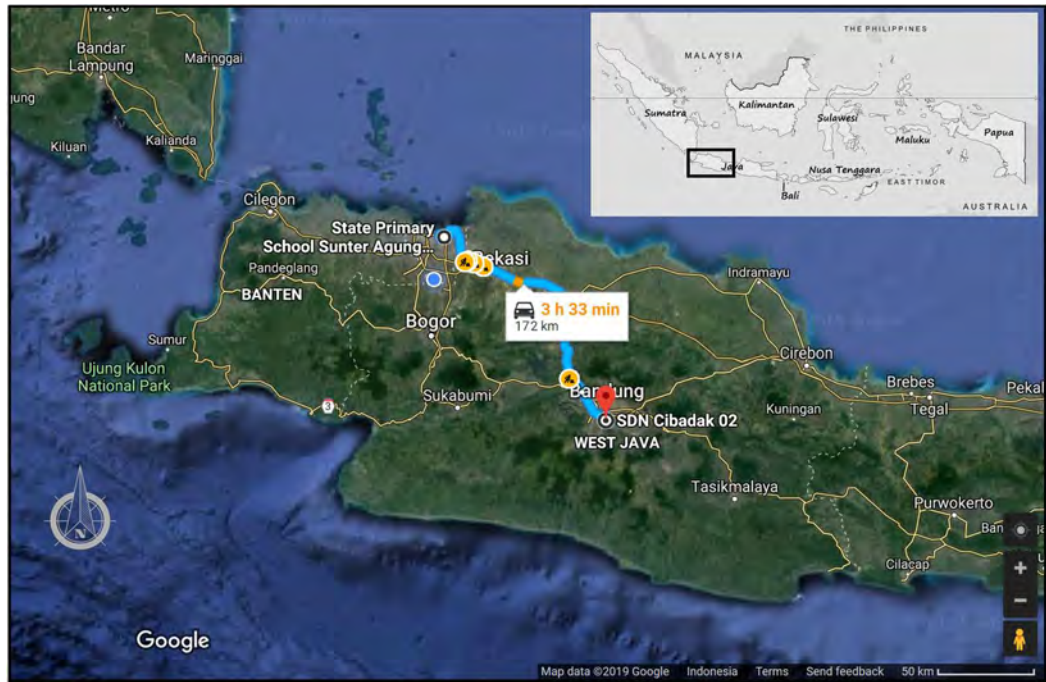 Metro
Bandar
Lampung
Maringgai
gung
Kalianda
Kiluan
THE PHILIPPINES
MALAYSIA
Sumatra
Kalimantan
Sulawesi
Maluku
Papua
Java
Nusa Tenggara
EAST TIMOR
Bali
AUSTRALIA
Cilegon
State Primary
School Sunter Agung...
Bekasi
Pandeglang
BANTEN
Indramayu
3 h 33 min
172 km
Bogor
Sumur
Ujung Kulon
National Park
Cirebon
Sukabumi
Bandung
Brebes
Pekal
3
Kuningan
Tegal
SDN Cibadak 02
WEST JAVA
Tasikmalaya
Purwokerto
N
Cilacap
Google
Map data ©2019 Google Indonesia Terms Send feedback 50 km